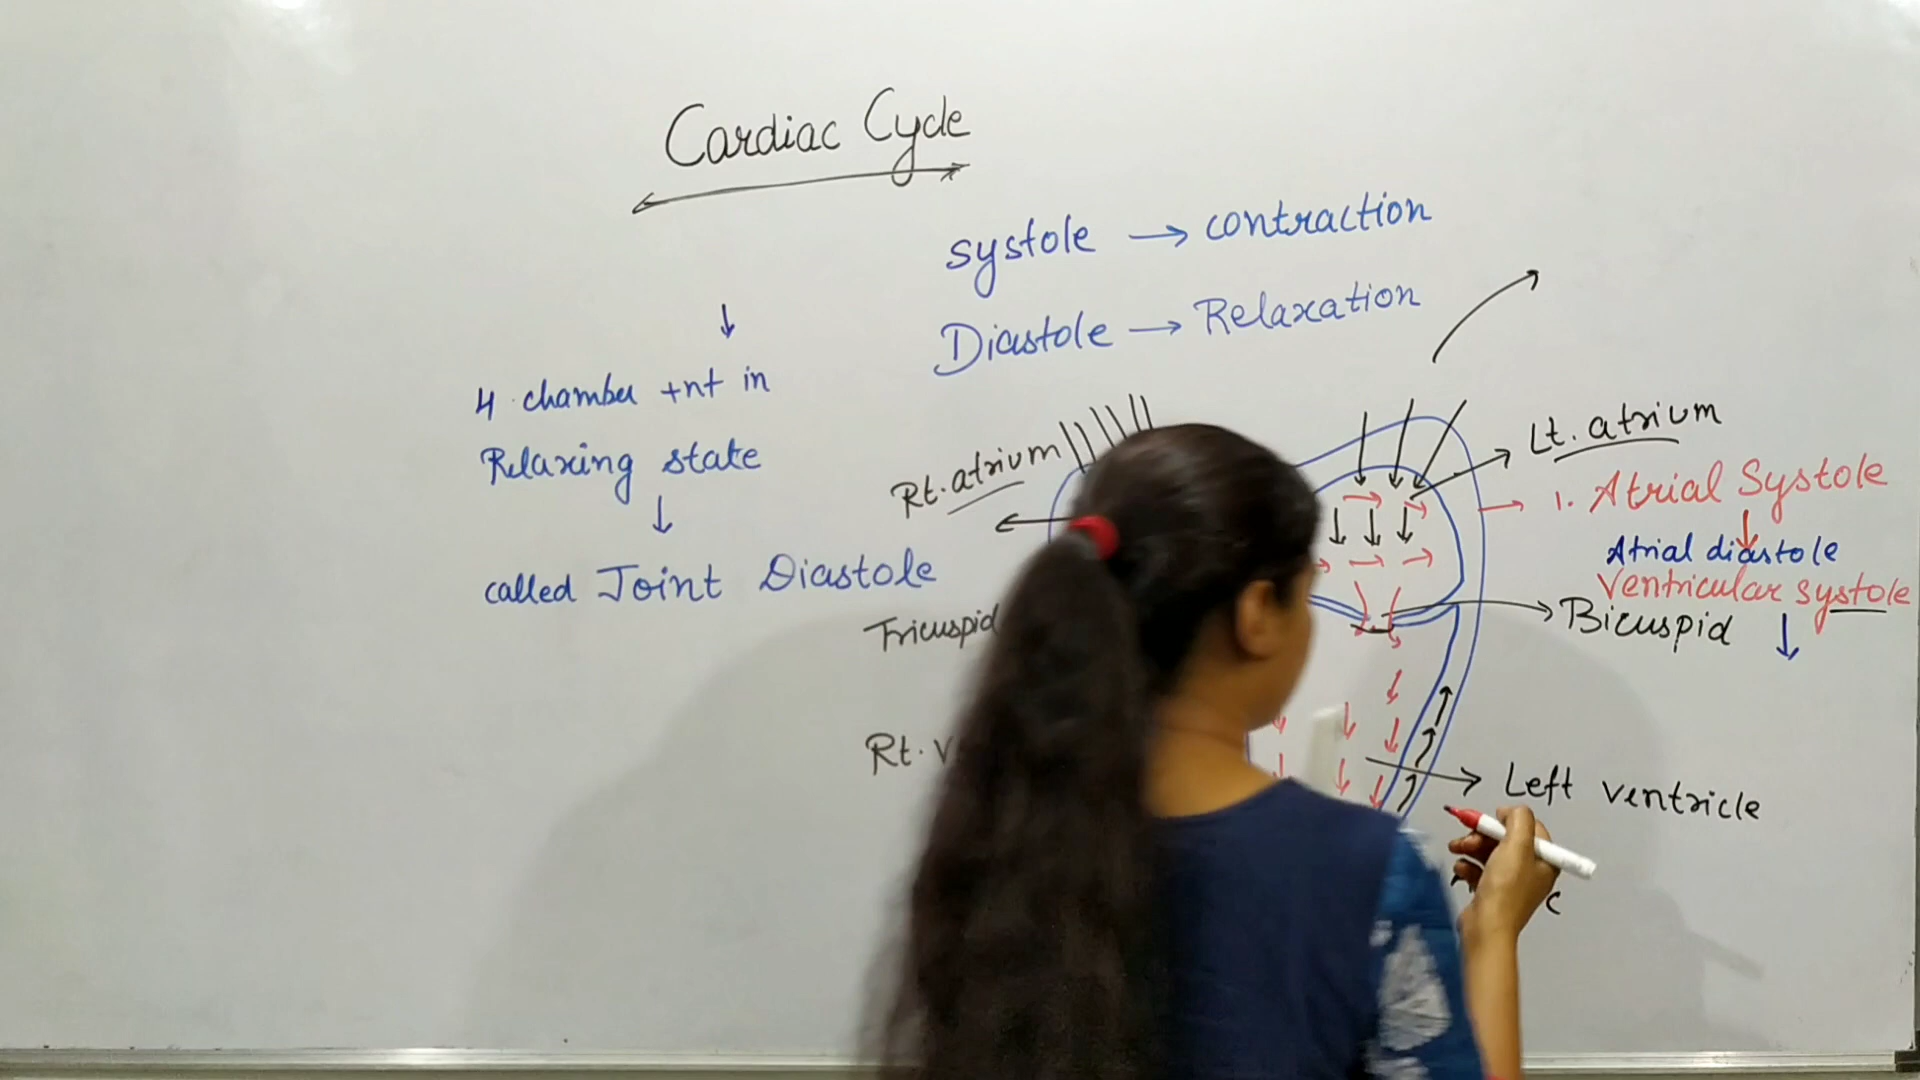 Cardiac Cycle
systole → contraction
Diastole → Relaxation
↓
4 chamber +nt in
Relaxing state
↓
called Joint Diastole
Rt. atrium
Tricuspid
Rt. V
Lt. atrium
→ 1. Atrial Systole
↓
Atrial diastole
Ventricular systole
Bicuspid ↓
Left ventricle